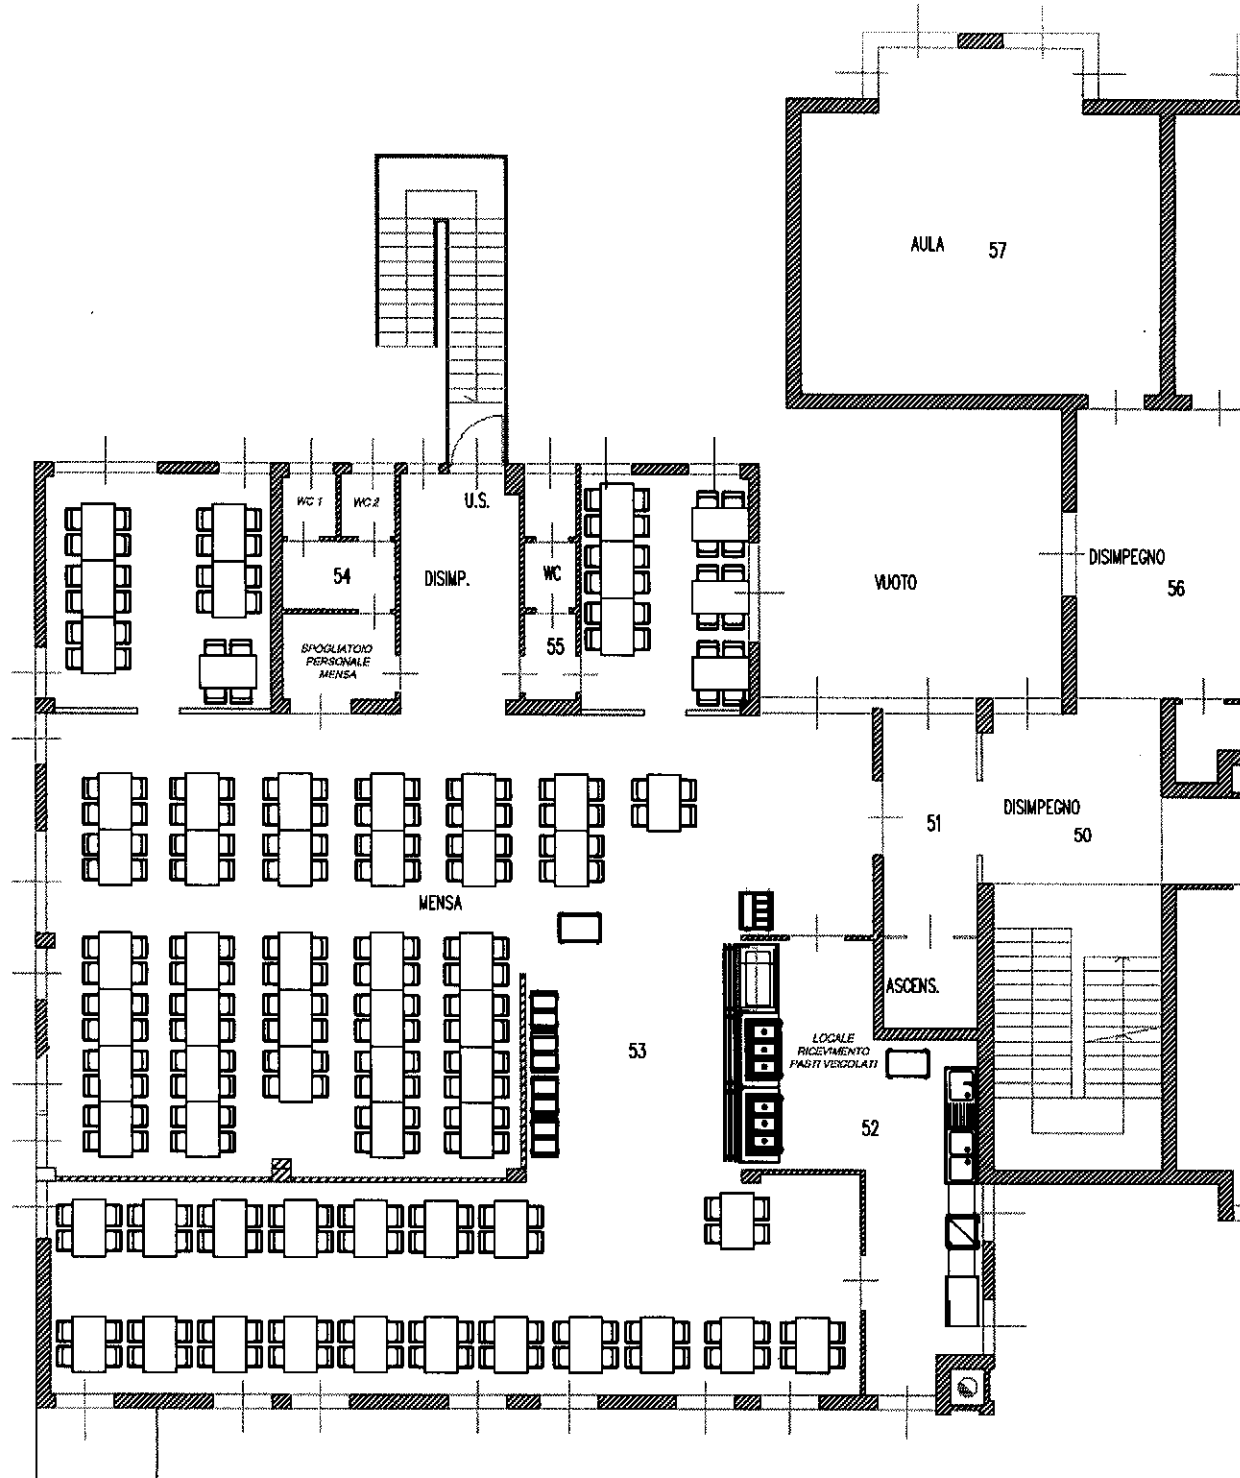 AULA 57
WC 1
WC 2
U.S.
54
DISIMP.
WC
VUOTO
DISIMPEGNO
56
55
SPOGLIATOIO
PERSONALE
MENSA
51
DISIMPEGNO
50
MENSA
ASCENS.
53
LOCALE
RICEVIMENTO
PASTI VEICOLATI
52